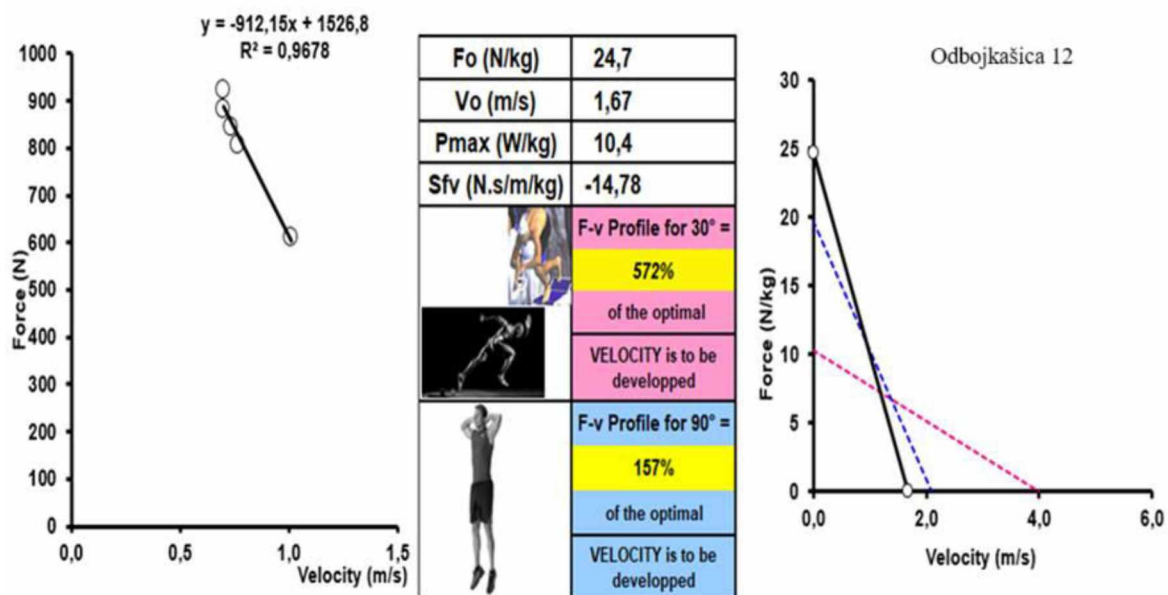 y = -912,15x + 1526,8
R² = 0,9678
1000
900
800
700
600
500
400
300
200
100
0
Force (N)
0,0
0,5
1,0
1,5
Velocity (m/s)
Fo (N/kg) 24,7
Vo (m/s) 1,67
Pmax (W/kg) 10,4
Sfv (N.s/m/kg) -14,78
F-v Profile for 30° =
572%
of the optimal
VELOCITY is to be
developped
F-v Profile for 90° =
157%
of the optimal
VELOCITY is to be
developped
Odbojkašica 12
30
25
20
15
10
5
0
Force (N/kg)
0,0
2,0
4,0
6,0
Velocity (m/s)